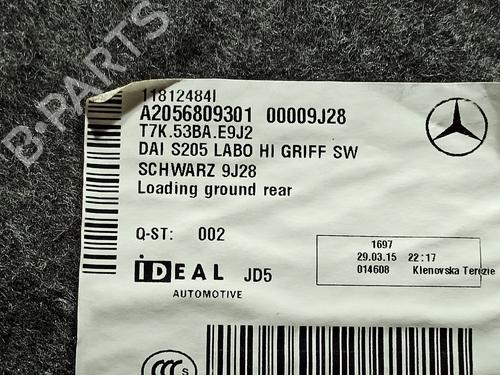 B-PARTS
11812484I
A2056809301 00009J28
T7K.53BA.E9J2
DAI S205 LABO HI GRIFF SW
SCHWARZ 9J28
Loading ground rear
Q-ST: 002
1697
29.03.15 22:17
014608 Klenovska Terezie
iDEAL JD5
AUTOMOTIVE
CCC S